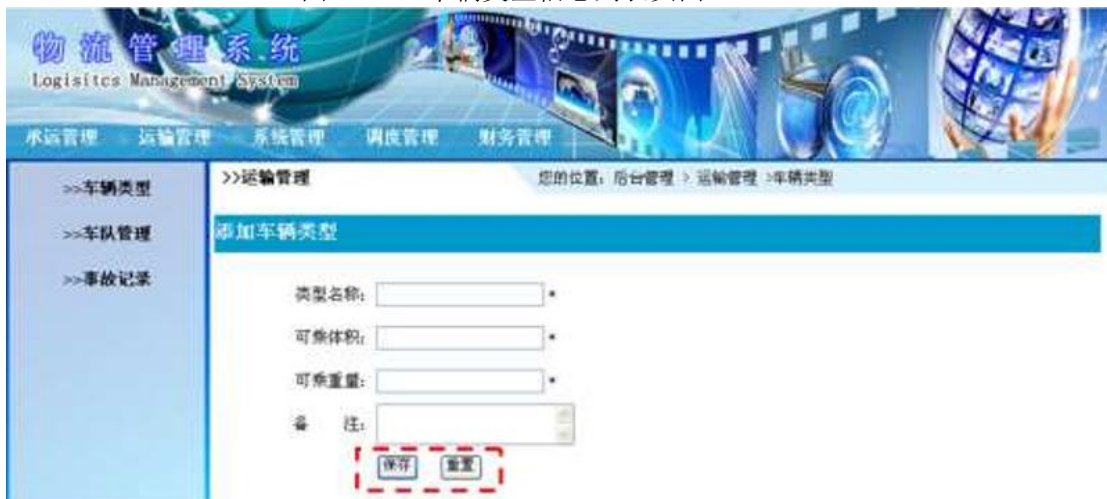 物流管理系统
Logisitcs Management System
承运管理 运输管理 系统管理 调度管理 财务管理
>>车辆类型
>>车队管理
>>事故记录
>>运输管理
您的位置：后台管理 > 运输管理 >车辆类型
添加车辆类型
类型名称： *
可乘体积： *
可乘重量： *
备 注：
保存 重置